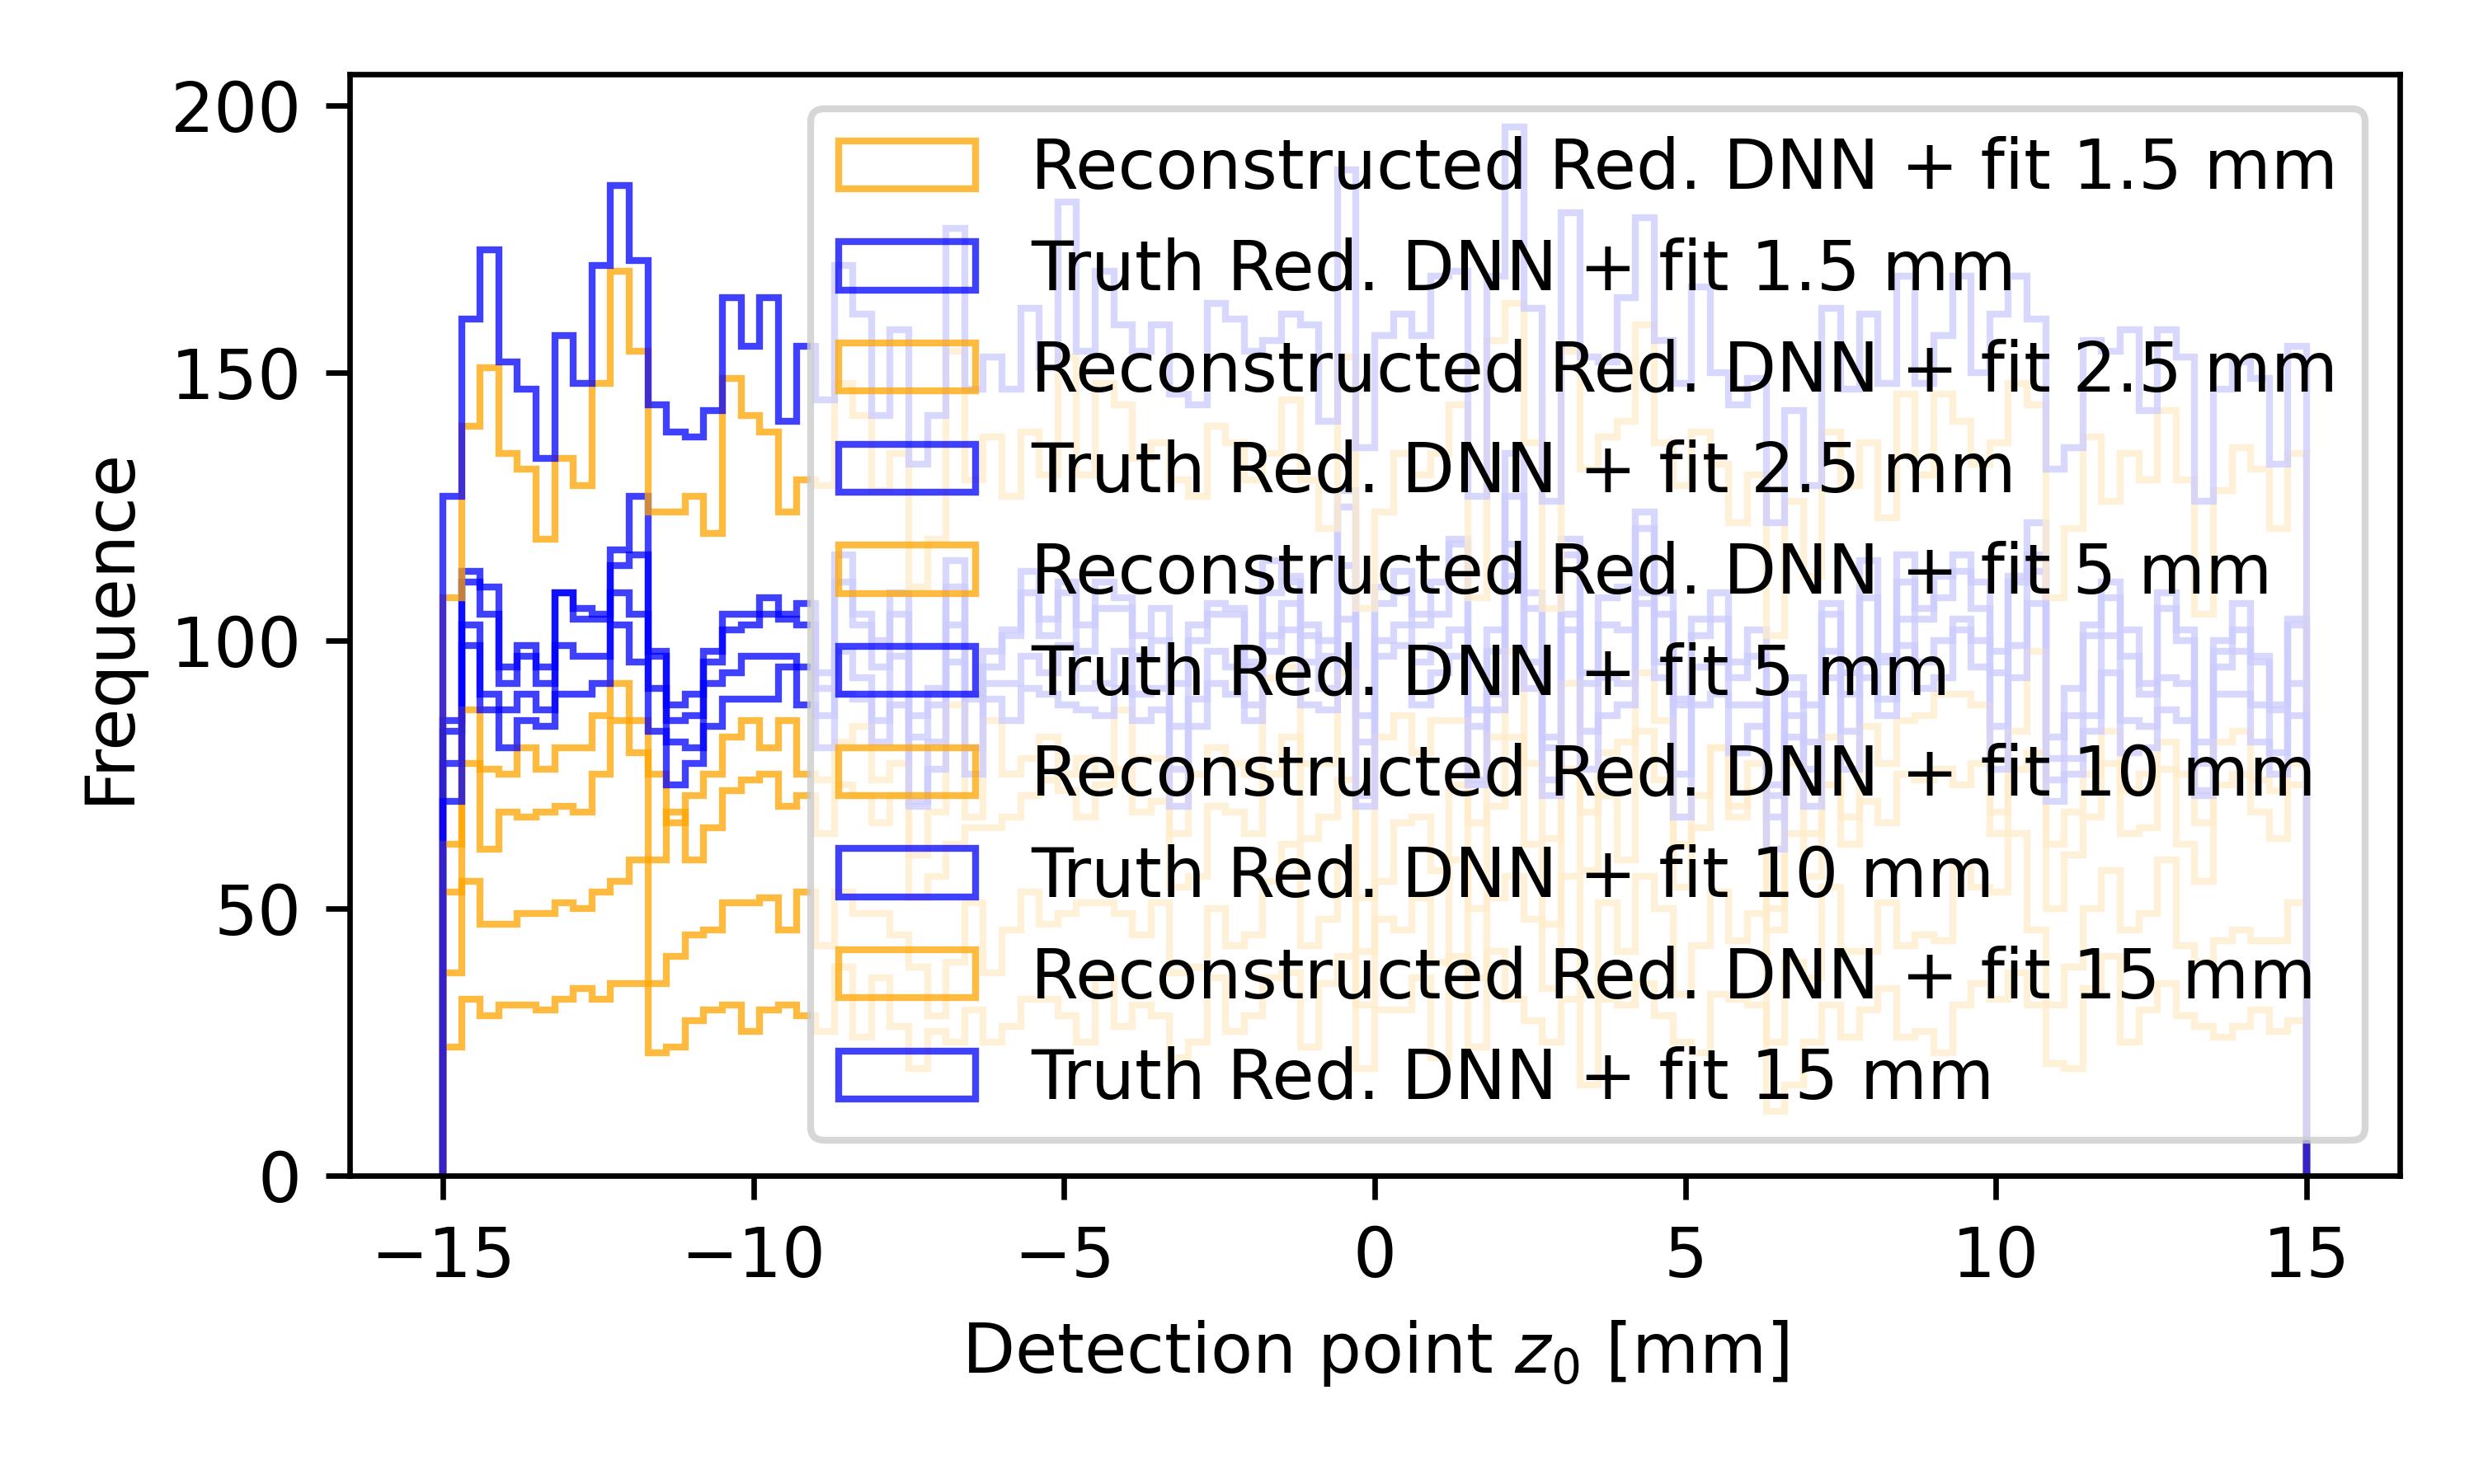 200
150
100
50
0
Frequence
Reconstructed Red. DNN + fit 1.5 mm
Truth Red. DNN + fit 1.5 mm
Reconstructed Red. DNN + fit 2.5 mm
Truth Red. DNN + fit 2.5 mm
Reconstructed Red. DNN + fit 5 mm
Truth Red. DNN + fit 5 mm
Reconstructed Red. DNN + fit 10 mm
Truth Red. DNN + fit 10 mm
Reconstructed Red. DNN + fit 15 mm
Truth Red. DNN + fit 15 mm
−15 −10 −5 0 5 10 15
Detection point z₀ [mm]